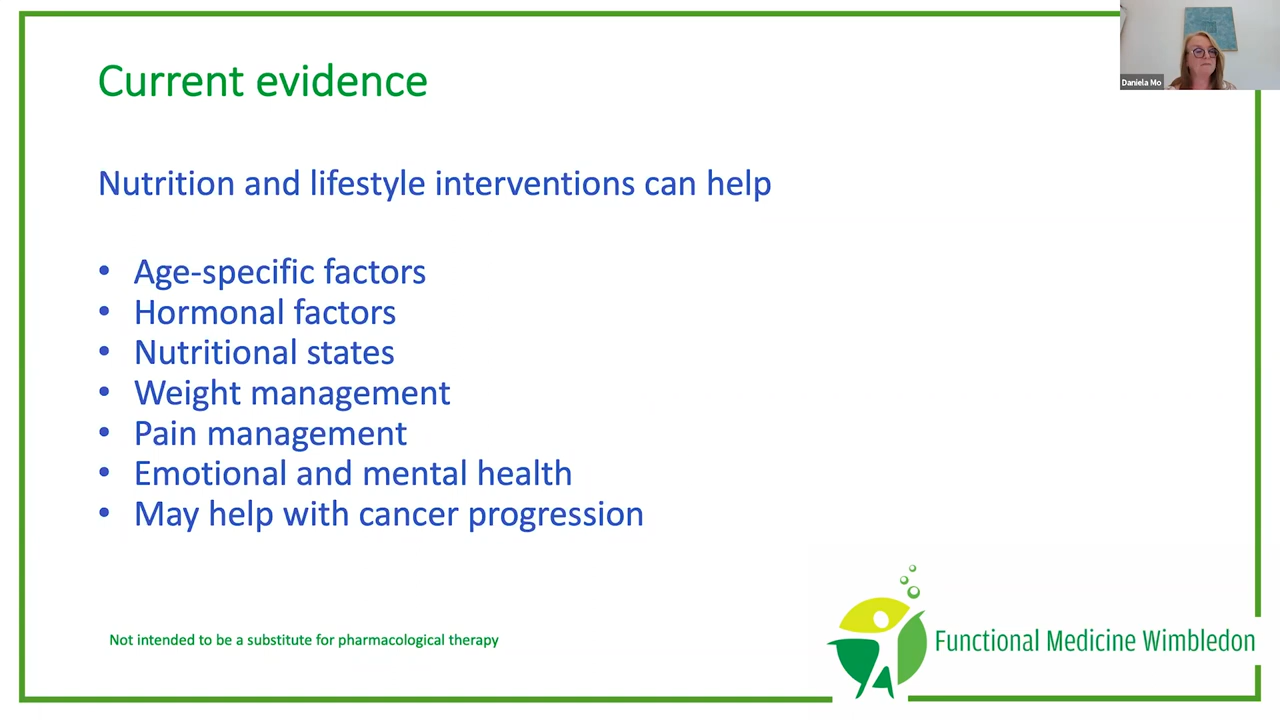 Current evidence
Daniela Mo
Nutrition and lifestyle interventions can help
• Age-specific factors
• Hormonal factors
• Nutritional states
• Weight management
• Pain management
• Emotional and mental health
• May help with cancer progression
Not intended to be a substitute for pharmacological therapy
Functional Medicine Wimbledon